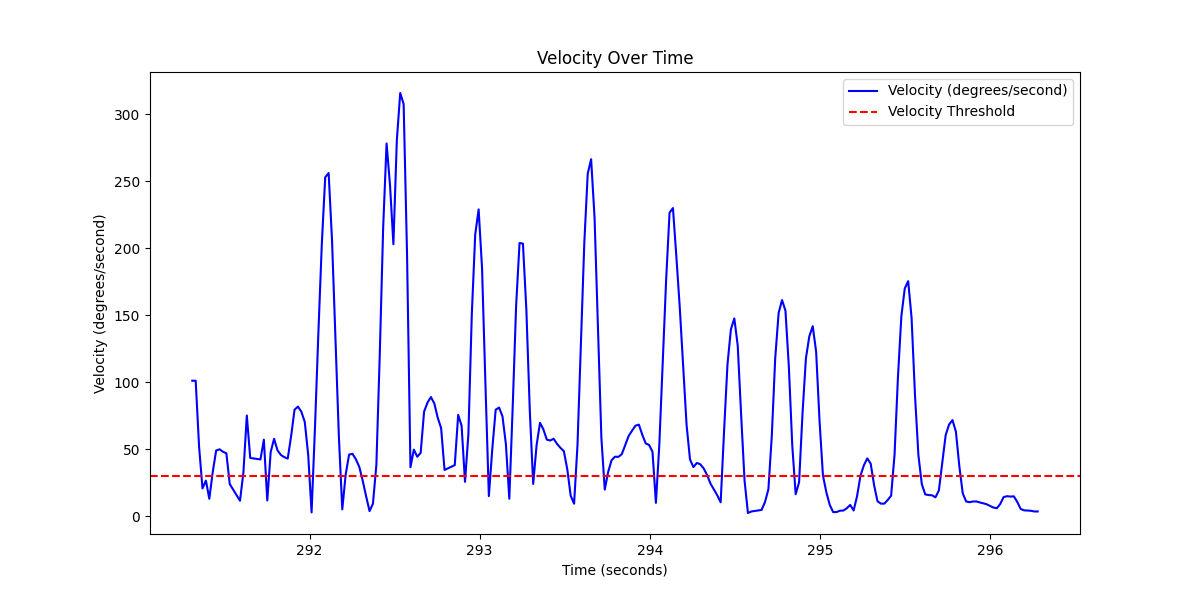 Velocity Over Time
Velocity (degrees/second)
Velocity Threshold
300
250
200
150
100
50
0
Velocity (degrees/second)
292
293
294
295
296
Time (seconds)